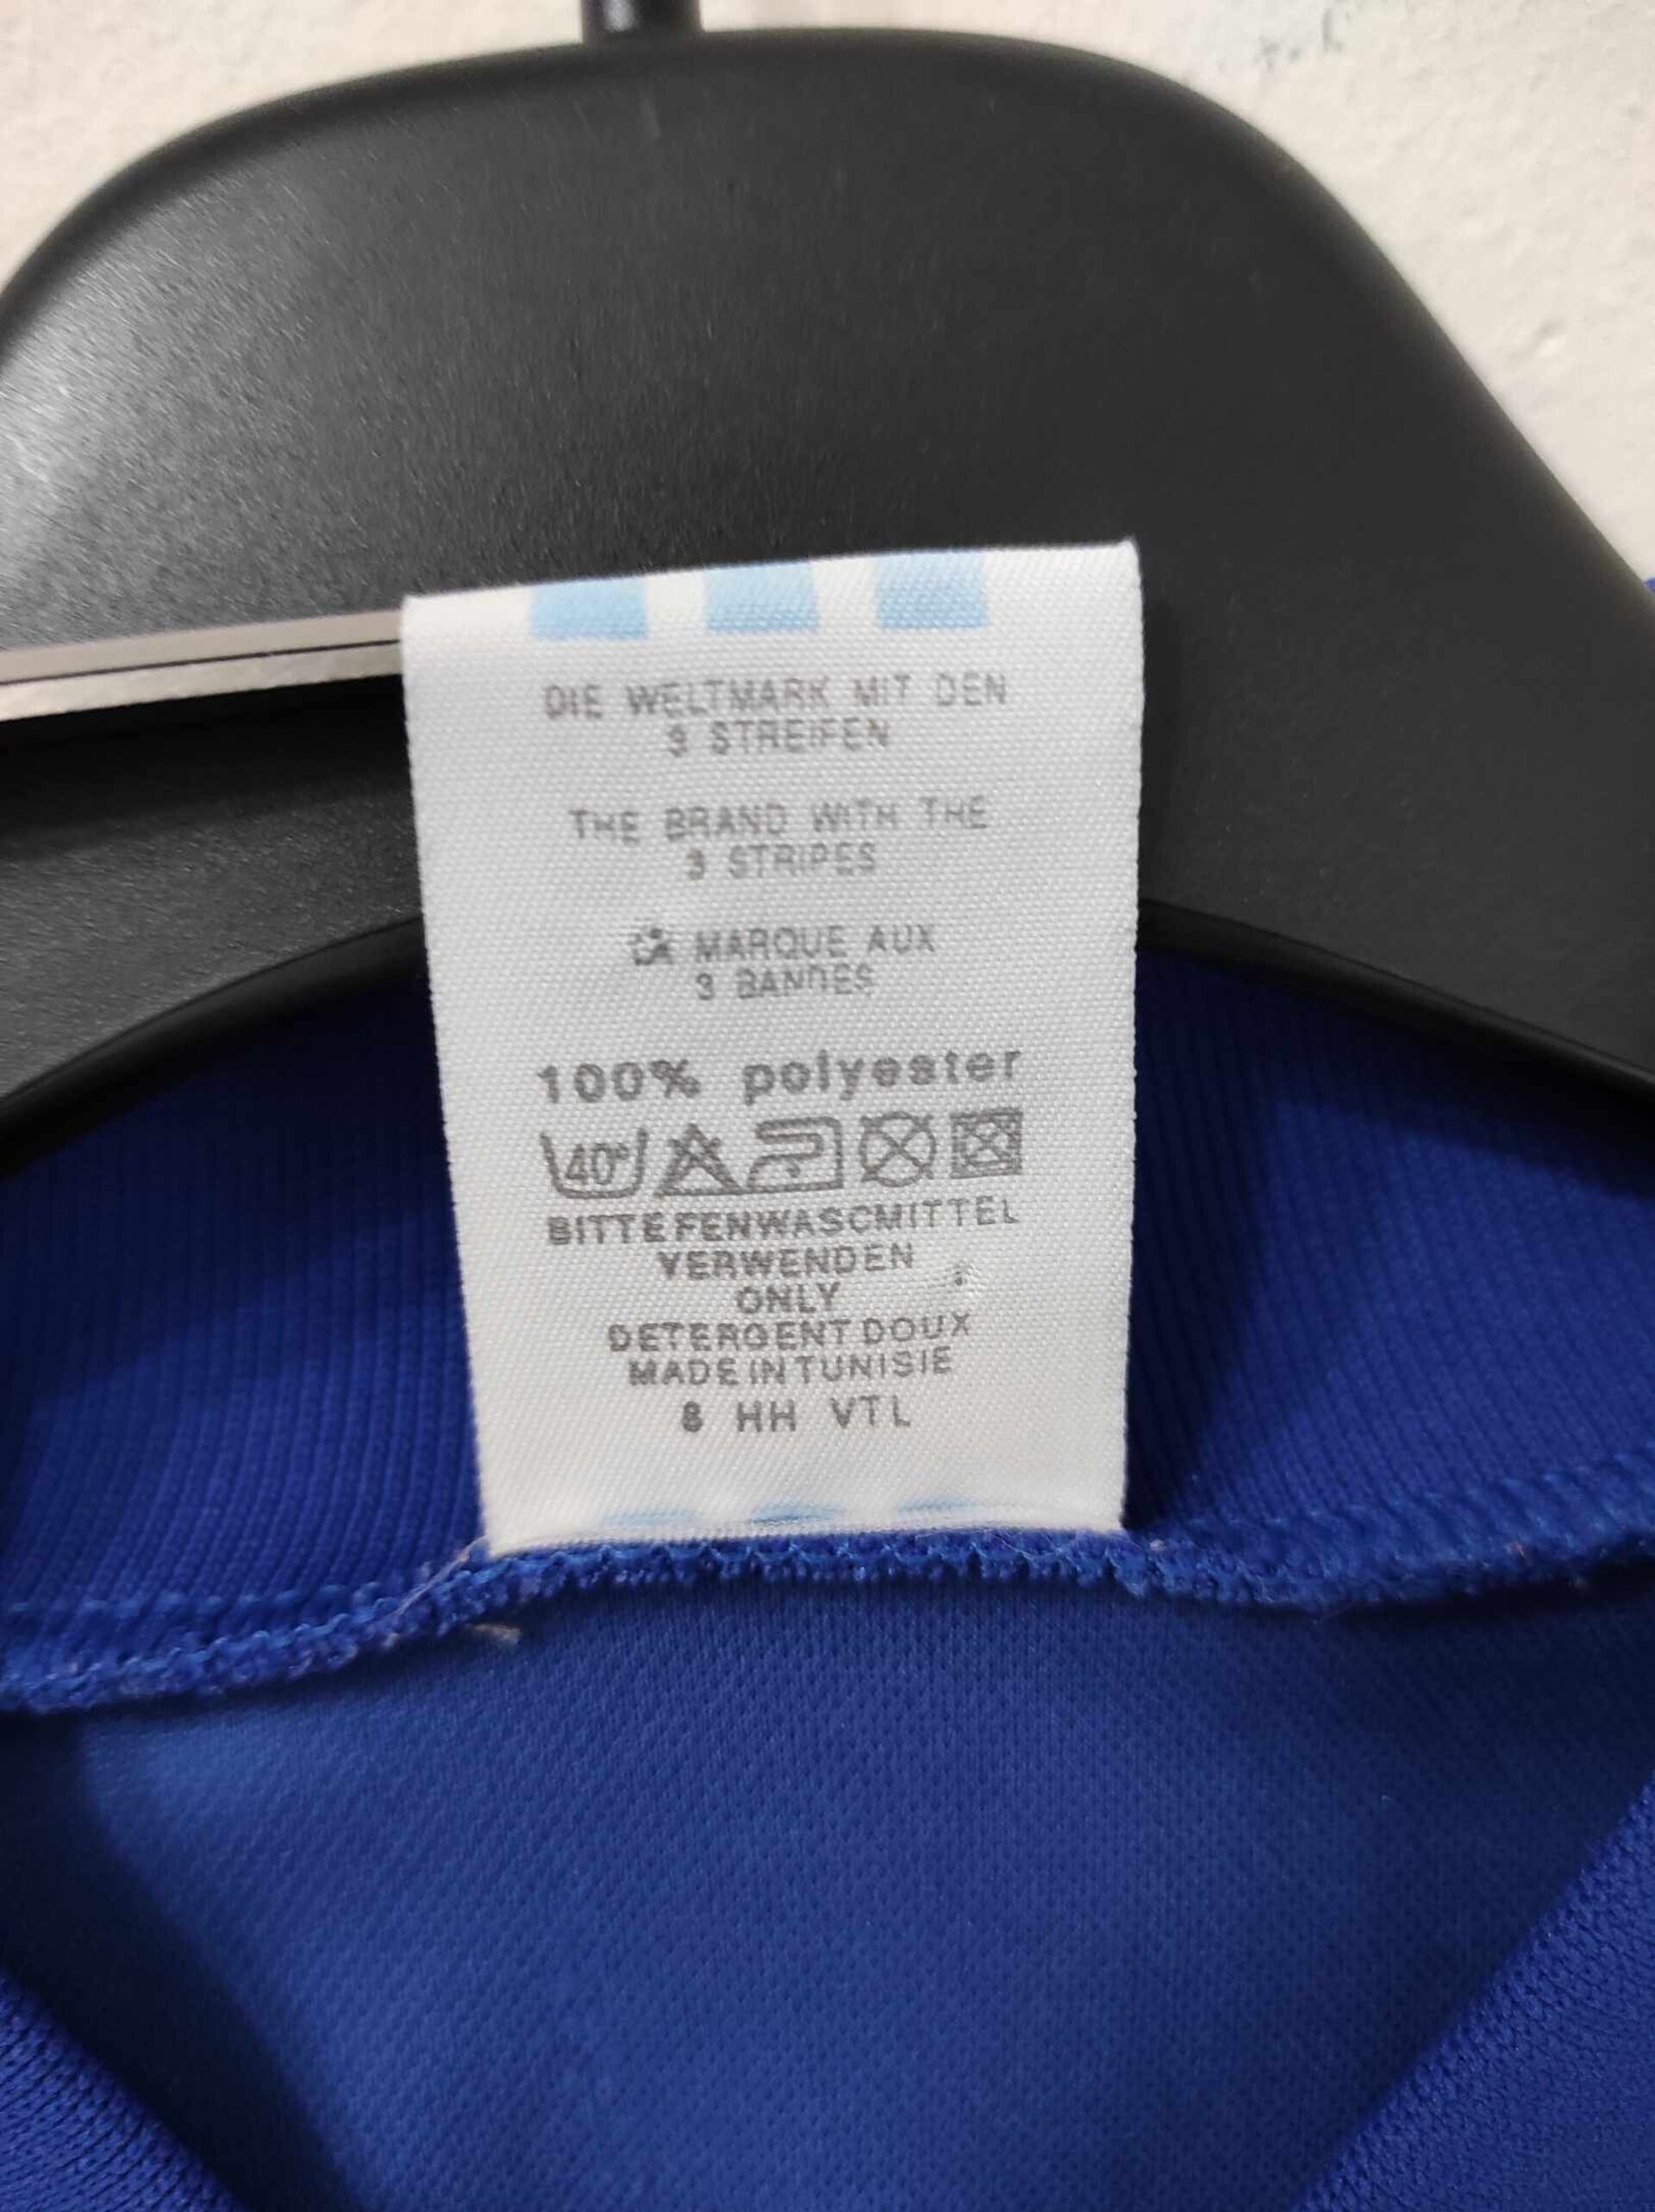 DIE WELTMARK MIT DEN
3 STREIFEN
THE BRAND WITH THE
3 STRIPES
LA MARQUE AUX
3 BANDES
100% polyester
40°
BITTE FENWASCMITTEL
VERWENDEN
ONLY
DETERGENT DOUX
MADE IN TUNISIE
8 HH VTL